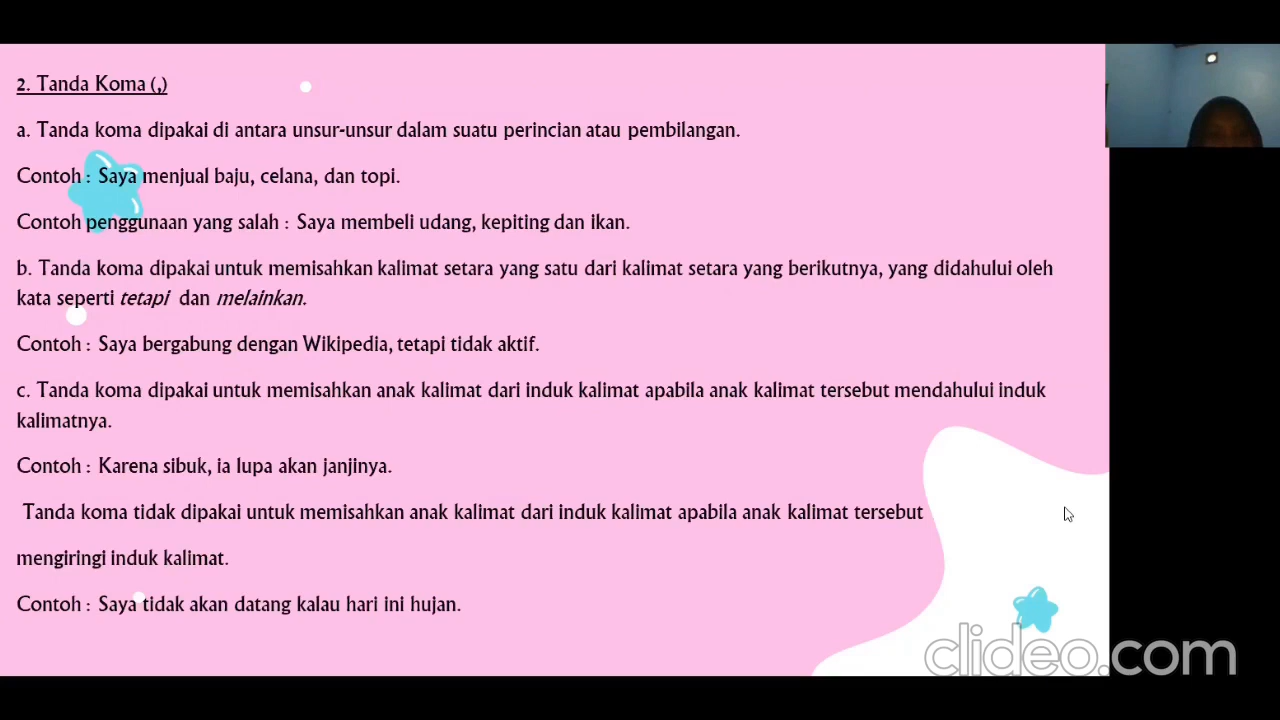 2. Tanda Koma (,)
a. Tanda koma dipakai di antara unsur-unsur dalam suatu perincian atau pembilangan.
Contoh : Saya menjual baju, celana, dan topi.
Contoh penggunaan yang salah : Saya membeli udang, kepiting dan ikan.
b. Tanda koma dipakai untuk memisahkan kalimat setara yang satu dari kalimat setara yang berikutnya, yang didahului oleh
kata seperti tetapi dan melainkan.
Contoh : Saya bergabung dengan Wikipedia, tetapi tidak aktif.
c. Tanda koma dipakai untuk memisahkan anak kalimat dari induk kalimat apabila anak kalimat tersebut mendahului induk
kalimatnya.
Contoh : Karena sibuk, ia lupa akan janjinya.
Tanda koma tidak dipakai untuk memisahkan anak kalimat dari induk kalimat apabila anak kalimat tersebut
mengiringi induk kalimat.
Contoh : Saya tidak akan datang kalau hari ini hujan.
clideo.com